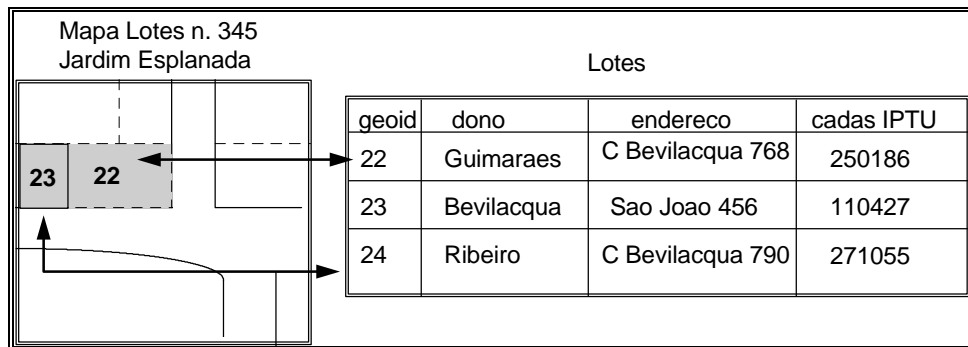 Mapa Lotes n. 345
Jardim Esplanada
23 22
Lotes
geoid dono endereco cadas IPTU
22 Guimaraes C Bevilacqua 768 250186
23 Bevilacqua Sao Joao 456 110427
24 Ribeiro C Bevilacqua 790 271055